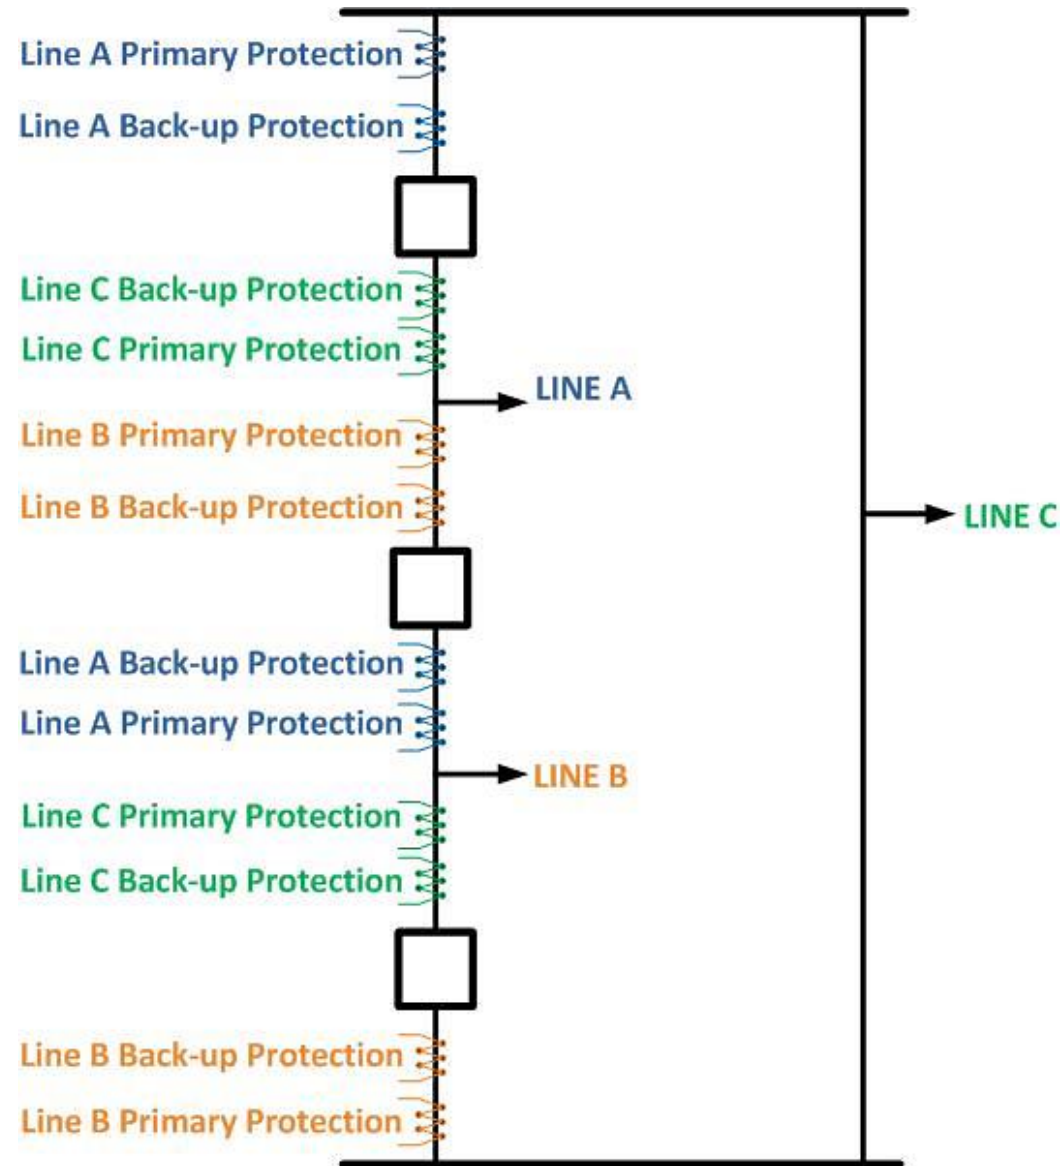 Line A Primary Protection
Line A Back-up Protection
Line C Back-up Protection
Line C Primary Protection
LINE A
Line B Primary Protection
Line B Back-up Protection
LINE C
Line A Back-up Protection
Line A Primary Protection
LINE B
Line C Primary Protection
Line C Back-up Protection
Line B Back-up Protection
Line B Primary Protection